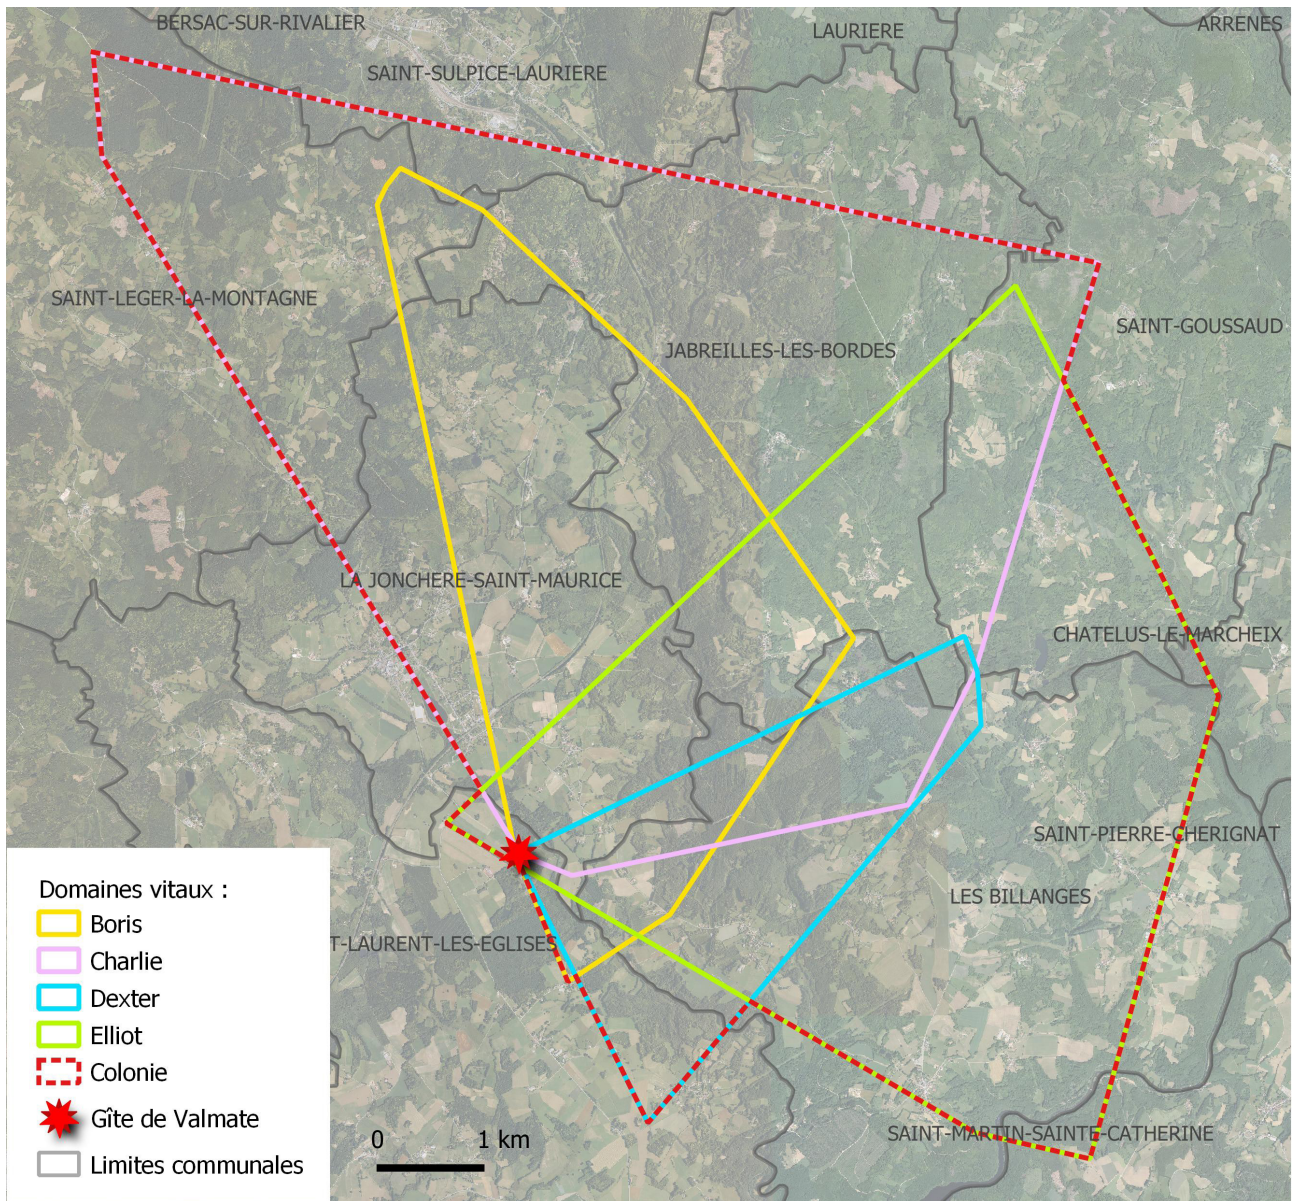 BERSAC-SUR-RIVALIER
LAURIERE
ARRENES
SAINT-SULPICE-LAURIERE
SAINT-LEGER-LA-MONTAGNE
SAINT-GOUSSAUD
JABREILLES-LES-BORDES
LA JONCHERE-SAINT-MAURICE
CHATELUS-LE-MARCHEIX
SAINT-PIERRE-CHERIGNAT
LES BILLANGES
T-LAURENT-LES-EGLISES
SAINT-MARTIN-SAINTE-CATHERINE
Domaines vitaux :
Boris
Charlie
Dexter
Elliot
Colonie
Gîte de Valmate
Limites communales
0 1 km